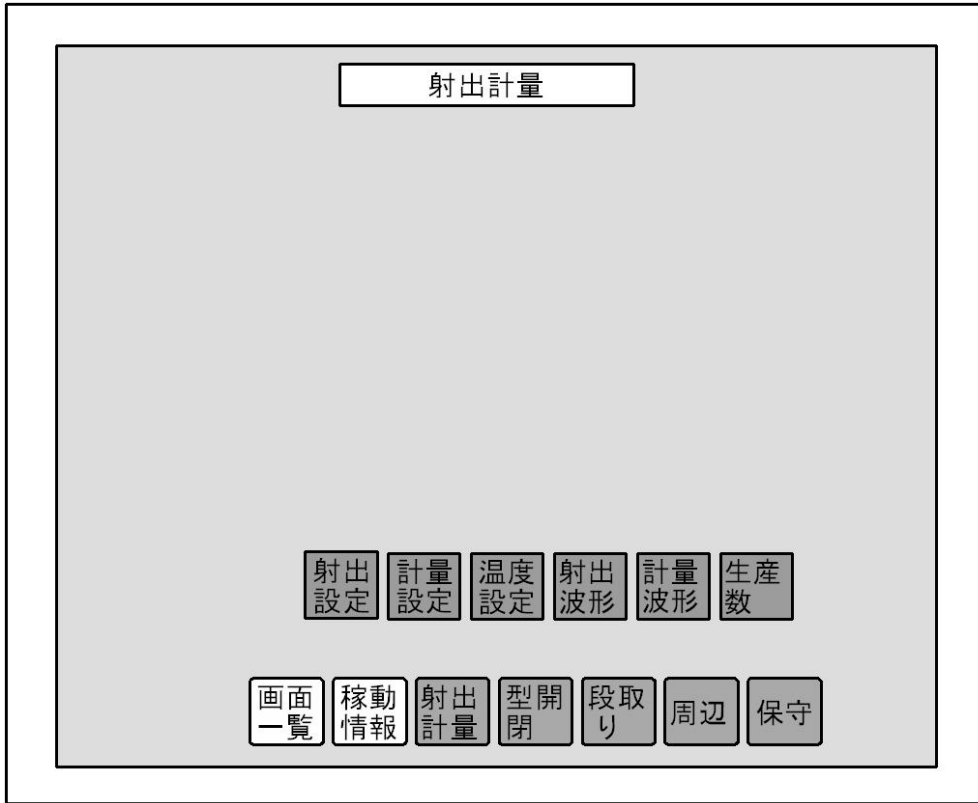 射出計量
射出
設定
計量
設定
温度
設定
射出
波形
計量
波形
生産
数
画面
一覧
稼動
情報
射出
計量
型開
閉
段取
り
周辺
保守